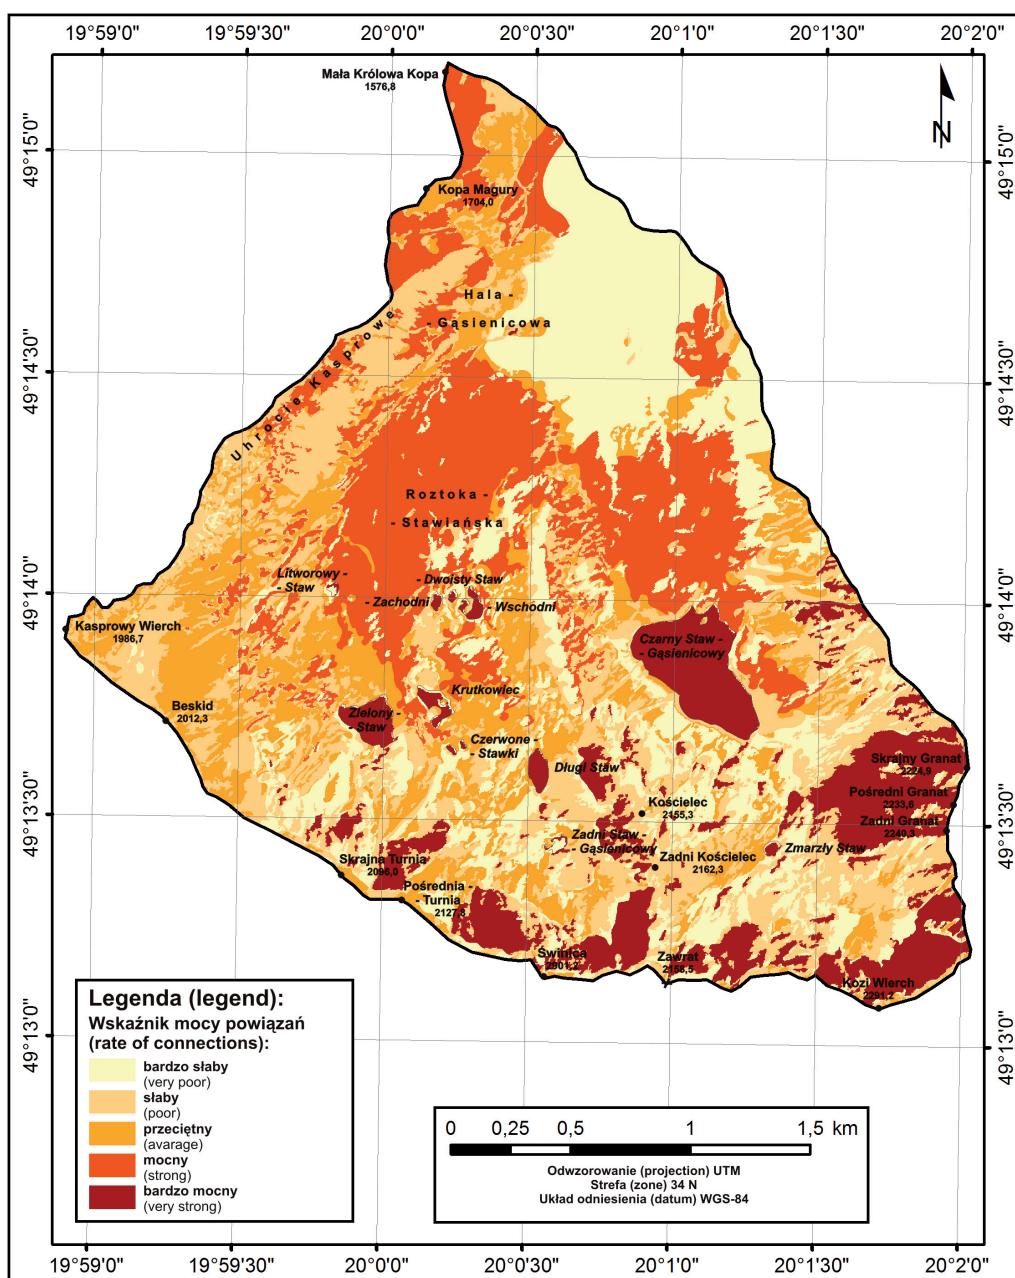 19°59'0" 19°59'30" 20°0'0" 20°0'30" 20°1'0" 20°1'30" 20°2'0"
Mała Królowa Kopa
1576,8
N
49°15'0" 49°15'0"
Kopa Magury
1704,0
Hala -
- Gąsienicowa
Uhrocie Kasprowe
49°14'30" 49°14'30"
Roztoka -
- Stawiańska
Litworowy -
- Staw
- Dwoisty Staw
- Zachodni
- Wschodni
49°14'0" 49°14'0"
Kasprowy Wierch
1986,7
Czarny Staw -
- Gąsienicowy
Krutkowiec
Beskid
2012,3
Zielony -
- Staw
Czerwone -
- Stawki
Długi Staw
Skrajny Granat
2224,9
Pośredni Granat
2233,6
Zadni Granat
2240,3
49°13'30" 49°13'30"
Kościelec
2155,3
Zadni Staw -
- Gąsienicowy
Zmarzły Staw
Zadni Kościelec
2162,3
Skrajna Turnia
2096,0
Pośrednia -
- Turnia
2127,8
Świnica
2301,2
Zawrat
2158,5
Kozi Wierch
2291,2
49°13'0" 49°13'0"
Legenda (legend):
Wskaźnik mocy powiązań
(rate of connections):
bardzo słaby
(very poor)
słaby
(poor)
przeciętny
(avarage)
mocny
(strong)
bardzo mocny
(very strong)
0 0,25 0,5 1 1,5 km
Odwzorowanie (projection) UTM
Strefa (zone) 34 N
Układ odniesienia (datum) WGS-84
19°59'0" 19°59'30" 20°0'0" 20°0'30" 20°1'0" 20°1'30" 20°2'0"